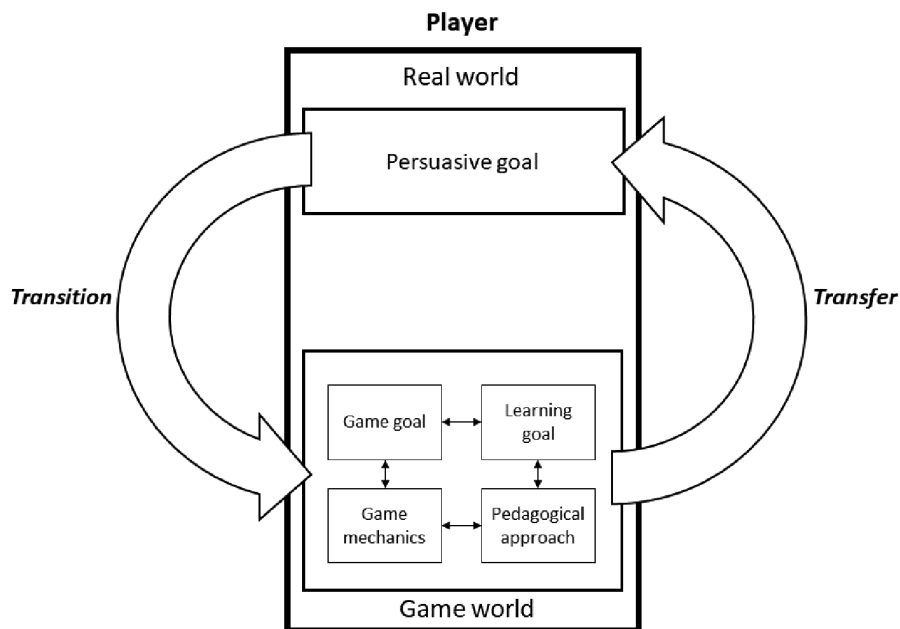 Player
Real world
Persuasive goal
Transition
Transfer
Game goal
Learning
goal
Game
mechanics
Pedagogical
approach
Game world